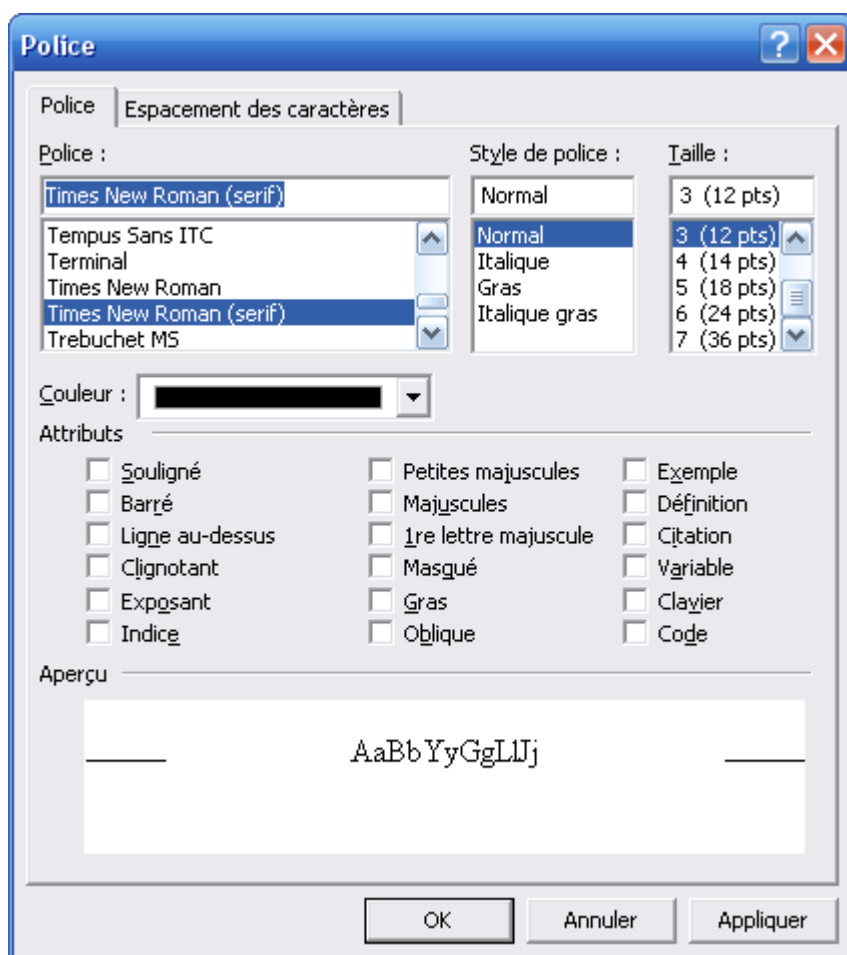 Police
Police Espacement des caractères
Police : Style de police : Taille :
Times New Roman (serif) Normal 3 (12 pts)
Tempus Sans ITC Normal 3 (12 pts)
Terminal Italique 4 (14 pts)
Times New Roman Gras 5 (18 pts)
Times New Roman (serif) Italique gras 6 (24 pts)
Trebuchet MS 7 (36 pts)
Couleur :
Attributs
Souligné Petites majuscules Exemple
Barré Majuscules Définition
Ligne au-dessus 1re lettre majuscule Citation
Clignotant Masqué Variable
Exposant Gras Clavier
Indice Oblique Code
Aperçu
AaBbYyGgLlJj
OK Annuler Appliquer